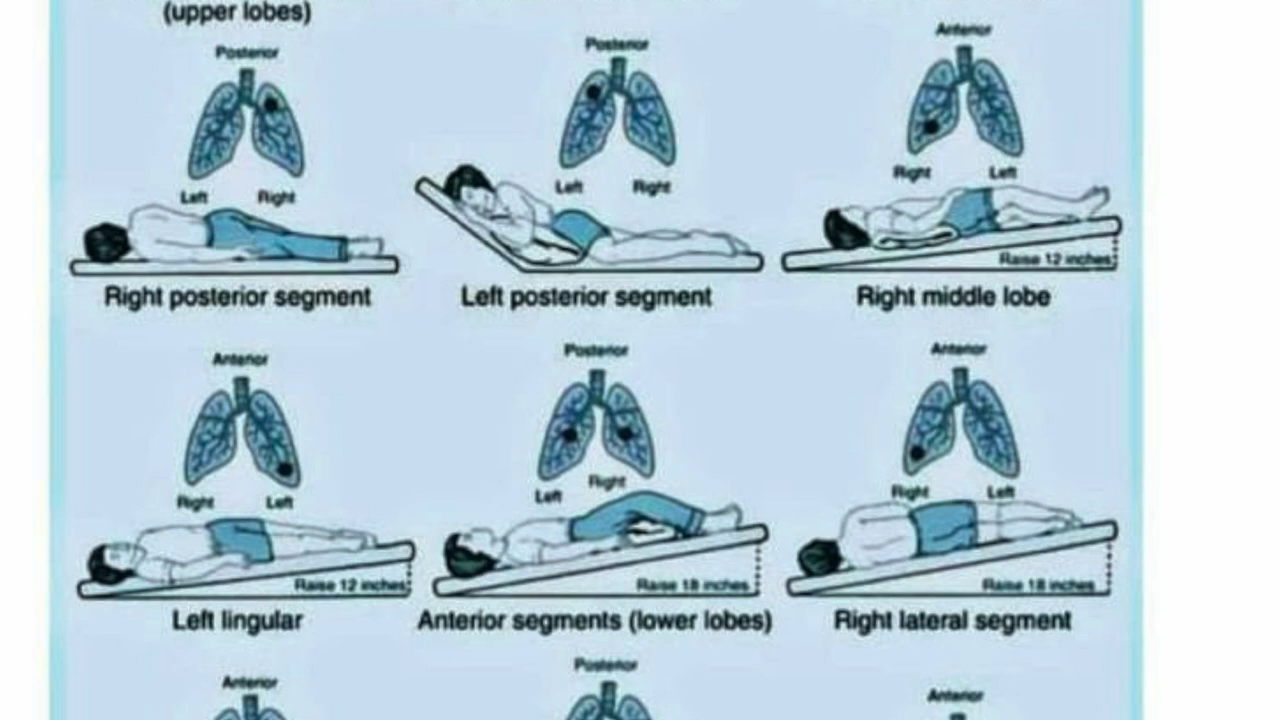 (upper lobes)
Posterior
Posterior
Anterior
Left
Right
Left
Right
Right
Left
Raise 12 inches
Right posterior segment
Left posterior segment
Right middle lobe
Anterior
Posterior
Anterior
Right
Left
Left
Right
Right
Left
Raise 12 inches
Raise 18 inches
Raise 18 inches
Left lingular
Anterior segments (lower lobes)
Right lateral segment
Anterior
Posterior
Anterior